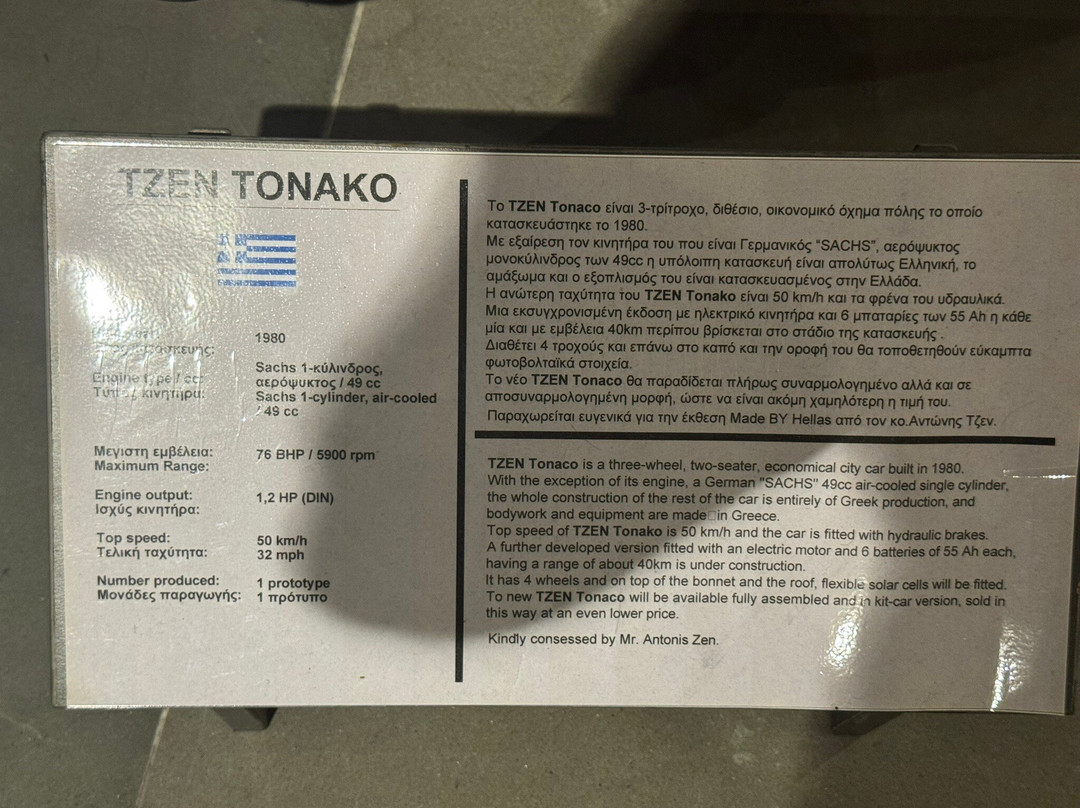 TZEN TONAKO
κατασκευής:
1980
Engine type / cc:
Τύπος κινητήρα:
Sachs 1-κύλινδρος,
αερόψυκτος / 49 cc
Sachs 1-cylinder, air-cooled
/ 49 cc
Μεγιστη εμβέλεια:
Maximum Range:
76 BHP / 5900 rpm
Engine output:
Ισχύς κινητήρα:
1,2 HP (DIN)
Top speed:
Τελική ταχύτητα:
50 km/h
32 mph
Number produced:
Μονάδες παραγωγής:
1 prototype
1 πρότυπο
Το TZEN Tonaco είναι 3-τρίτροχο, διθέσιο, οικονομικό όχημα πόλης το οποίο
κατασκευάστηκε το 1980.
Με εξαίρεση τον κινητήρα του που είναι Γερμανικός “SACHS”, αερόψυκτος
μονοκύλινδρος των 49cc η υπόλοιπη κατασκευή είναι απολύτως Ελληνική, το
αμάξωμα και ο εξοπλισμός του είναι κατασκευασμένος στην Ελλάδα.
Η ανώτερη ταχύτητα του TZEN Tonako είναι 50 km/h και τα φρένα του υδραυλικά.
Μια εκσυγχρονισμένη έκδοση με ηλεκτρικό κινητήρα και 6 μπαταρίες των 55 Ah η κάθε
μία και με εμβέλεια 40km περίπου βρίσκεται στο στάδιο της κατασκευής .
Διαθέτει 4 τροχούς και επάνω στο καπό και την οροφή του θα τοποθετηθούν εύκαμπτα
φωτοβολταϊκά στοιχεία.
Το νέο TZEN Tonaco θα παραδίδεται πλήρως συναρμολογημένο αλλά και σε
αποσυναρμολογημένη μορφή, ώστε να είναι ακόμη χαμηλότερη η τιμή του.
Παραχωρείται ευγενικά για την έκθεση Made BY Hellas από τον κο.Αντώνης Τζεν.
TZEN Tonaco is a three-wheel, two-seater, economical city car built in 1980.
With the exception of its engine, a German "SACHS" 49cc air-cooled single cylinder,
the whole construction of the rest of the car is entirely of Greek production, and
bodywork and equipment are made□in Greece.
Top speed of TZEN Tonako is 50 km/h and the car is fitted with hydraulic brakes.
A further developed version fitted with an electric motor and 6 batteries of 55 Ah each,
having a range of about 40km is under construction.
It has 4 wheels and on top of the bonnet and the roof, flexible solar cells will be fitted.
To new TZEN Tonaco will be available fully assembled and in kit-car version, sold in
this way at an even lower price.
Kindly consessed by Mr. Antonis Zen.